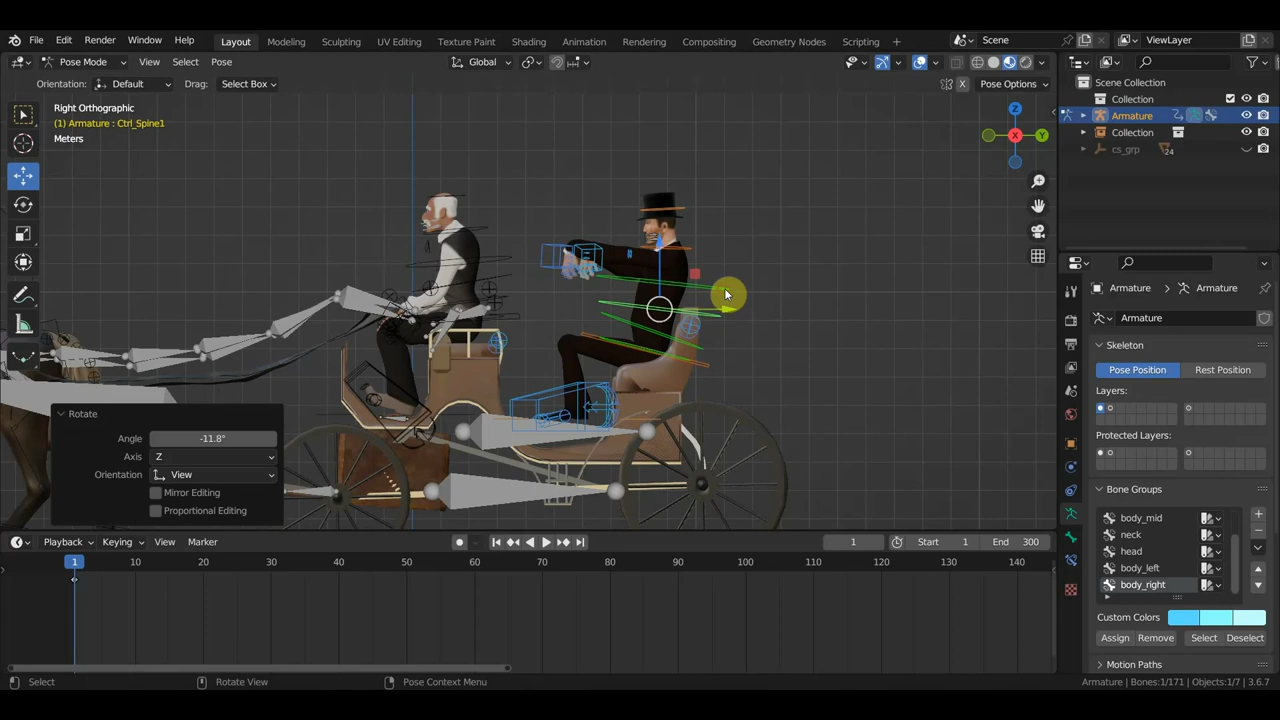 File Edit Render Window Help
Layout Modeling Sculpting UV Editing Texture Paint Shading Animation Rendering Compositing Geometry Nodes Scripting +
Scene
ViewLayer
Pose Mode View Select Pose
Global
Orientation: Default Drag: Select Box
X Pose Options
Right Orthographic
(1) Armature : Ctrl_Spine1
Meters
Z
Y
X
Scene Collection
Collection
Armature
Collection
cs_grp 24
Armature > Armature
Armature
Skeleton
Pose Position Rest Position
Layers:
Protected Layers:
Bone Groups
body_mid
neck
head
body_left
body_right
Custom Colors
Assign Remove Select Deselect
Motion Paths
Rotate
Angle -11.8°
Axis Z
Orientation View
Mirror Editing
Proportional Editing
Playback Keying View Marker
1 Start 1 End 300
1 10 20 30 40 50 60 70 80 90 100 110 120 130 140
Select Rotate View Pose Context Menu
Armature | Bones:1/171 | Objects:1/7 | 3.6.7